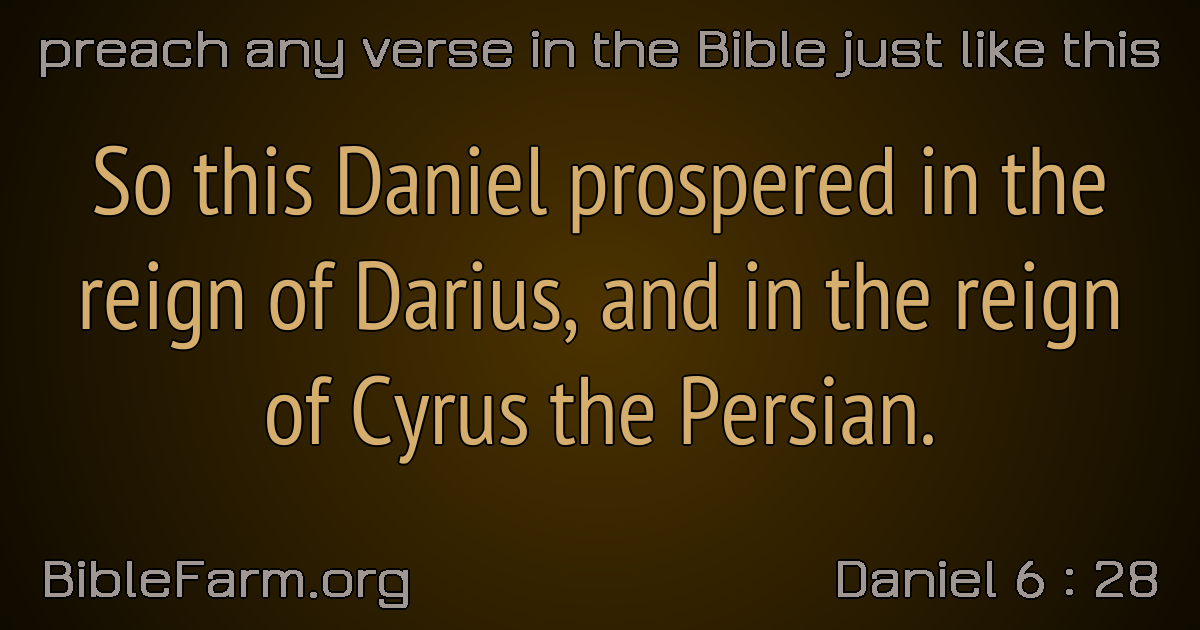 preach any verse in the Bible just like this
So this Daniel prospered in the
reign of Darius, and in the reign
of Cyrus the Persian.
BibleFarm.org
Daniel 6 : 28